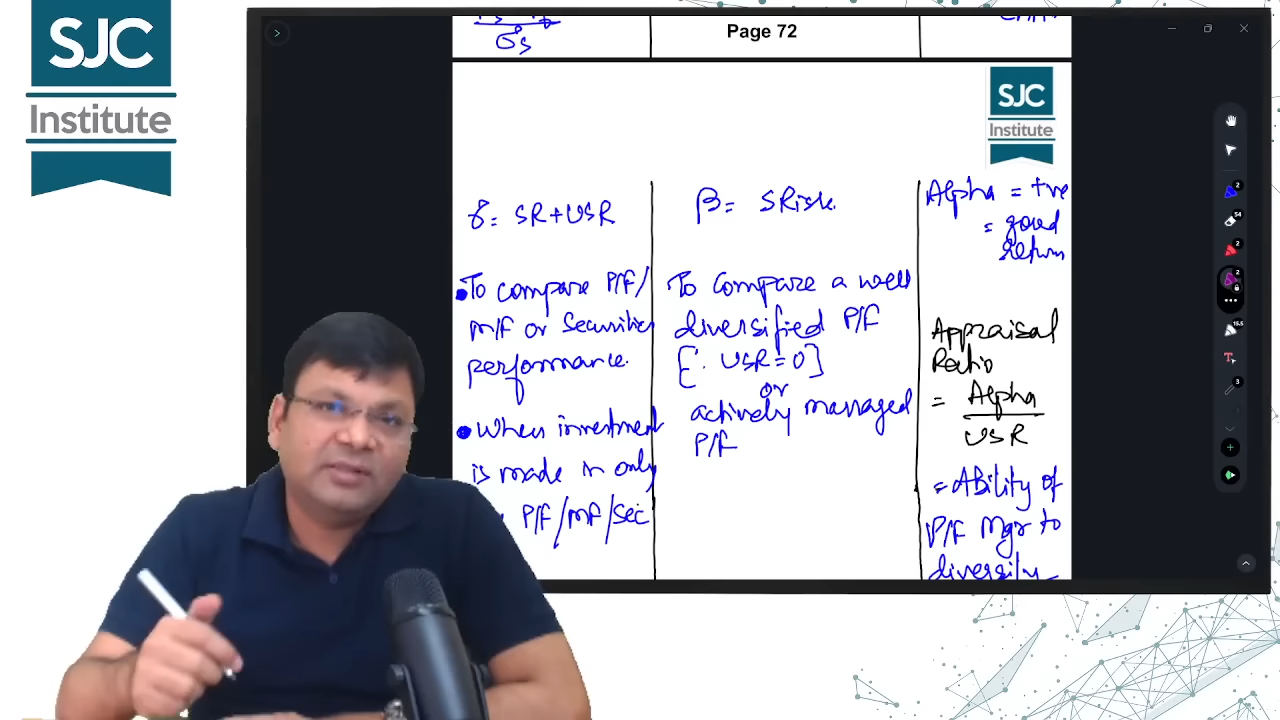 SJC
Institute
σs
Page 72
SJC
Institute
δ = SR+USR
• To compare P/F/
M/F or Securities
performance.
• When investment
is made in only
P/F/MF/Sec
β = SRisk
To compare a well
diversified P/F
[∵ USR = 0]
or
actively managed
P/F
Alpha = +ve
= good
return
Appraisal
Ratio
= Alpha
USR
= Ability of
P/F Mgr to
diversify